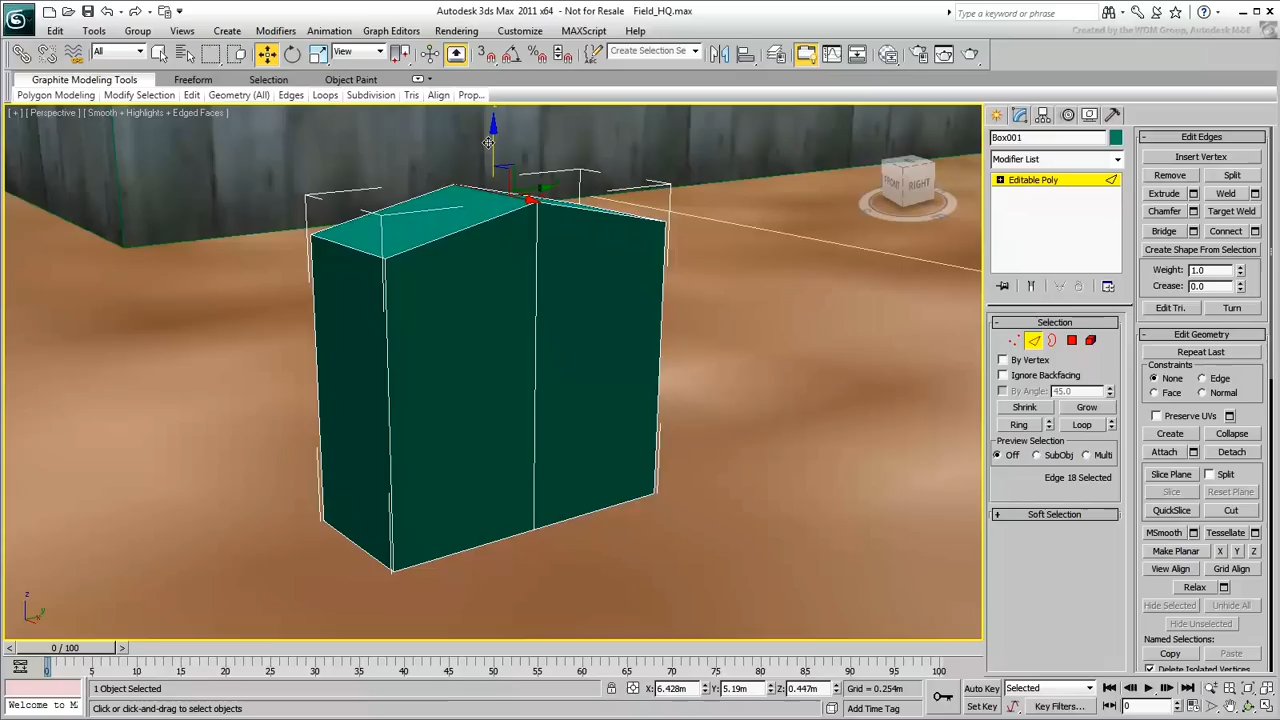 Autodesk 3ds Max 2011 x64 - Not for Resale Field_HQ.max
Type a keyword or phrase
Created by the WOM Group, Autodesk M&E
Edit Tools Group Views Create Modifiers Animation Graph Editors Rendering Customize MAXScript Help
All View Create Selection Se
Graphite Modeling Tools Freeform Selection Object Paint
Polygon Modeling Modify Selection Edit Geometry (All) Edges Loops Subdivision Tris Align Prop...
[ + ] [ Perspective ] [ Smooth + Highlights + Edged Faces ]
FRONT RIGHT
Box001
Modifier List
Editable Poly
Selection
By Vertex
Ignore Backfacing
By Angle: 45.0
Shrink Grow
Ring Loop
Preview Selection
Off SubObj Multi
Edge 18 Selected
Soft Selection
Edit Edges
Insert Vertex
Remove Split
Extrude Weld
Chamfer Target Weld
Bridge Connect
Create Shape From Selection
Weight: 1.0
Crease: 0.0
Edit Tri. Turn
Edit Geometry
Repeat Last
Constraints
None Edge
Face Normal
Preserve UVs
Create Collapse
Attach Detach
Slice Plane Split
Slice Reset Plane
QuickSlice Cut
MSmooth Tessellate
Make Planar X Y Z
View Align Grid Align
Relax
Hide Selected Unhide All
Hide Unselected
Named Selections:
Copy Paste
Delete Isolated Vertices
z
y
0 / 100
0 5 10 15 20 25 30 35 40 45 50 55 60 65 70 75 80 85 90 95 100
1 Object Selected X: 6.428m Y: 5.19m Z: 0.447m Grid = 0.254m Auto Key Selected
Welcome to M Click or click-and-drag to select objects Add Time Tag Set Key Key Filters... 0